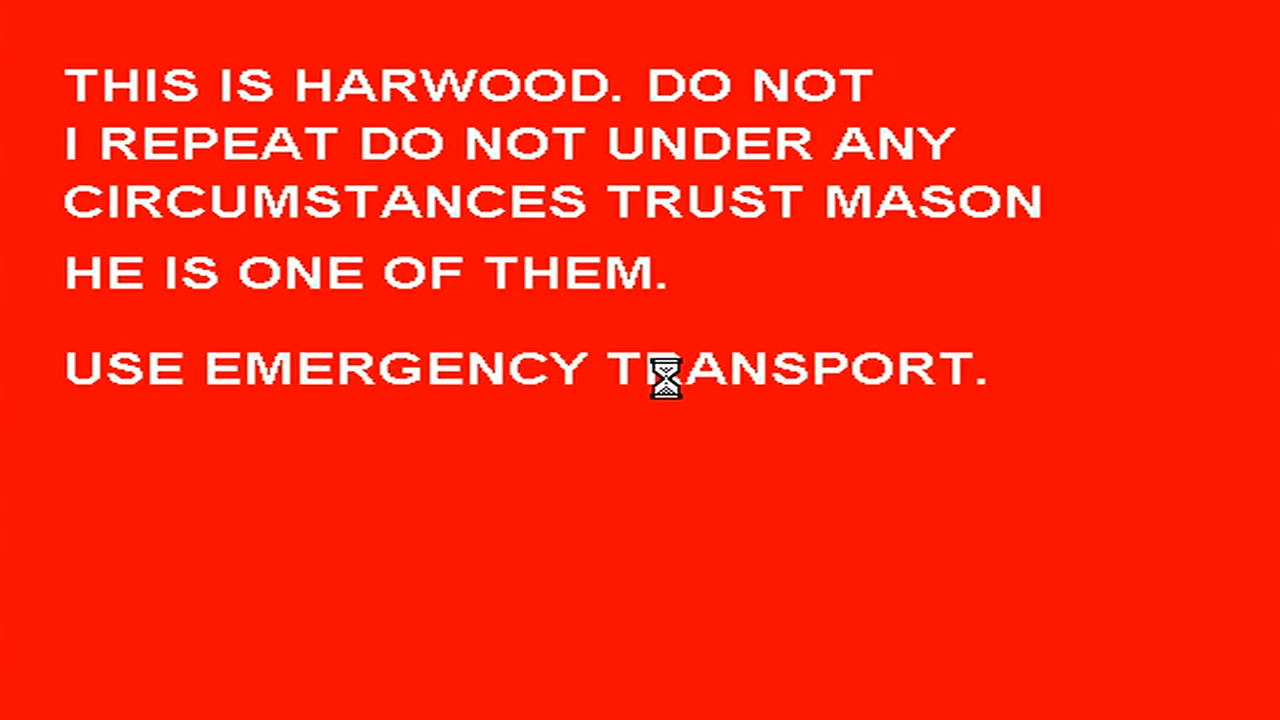 THIS IS HARWOOD. DO NOT
I REPEAT DO NOT UNDER ANY
CIRCUMSTANCES TRUST MASON
HE IS ONE OF THEM.
USE EMERGENCY TRANSPORT.